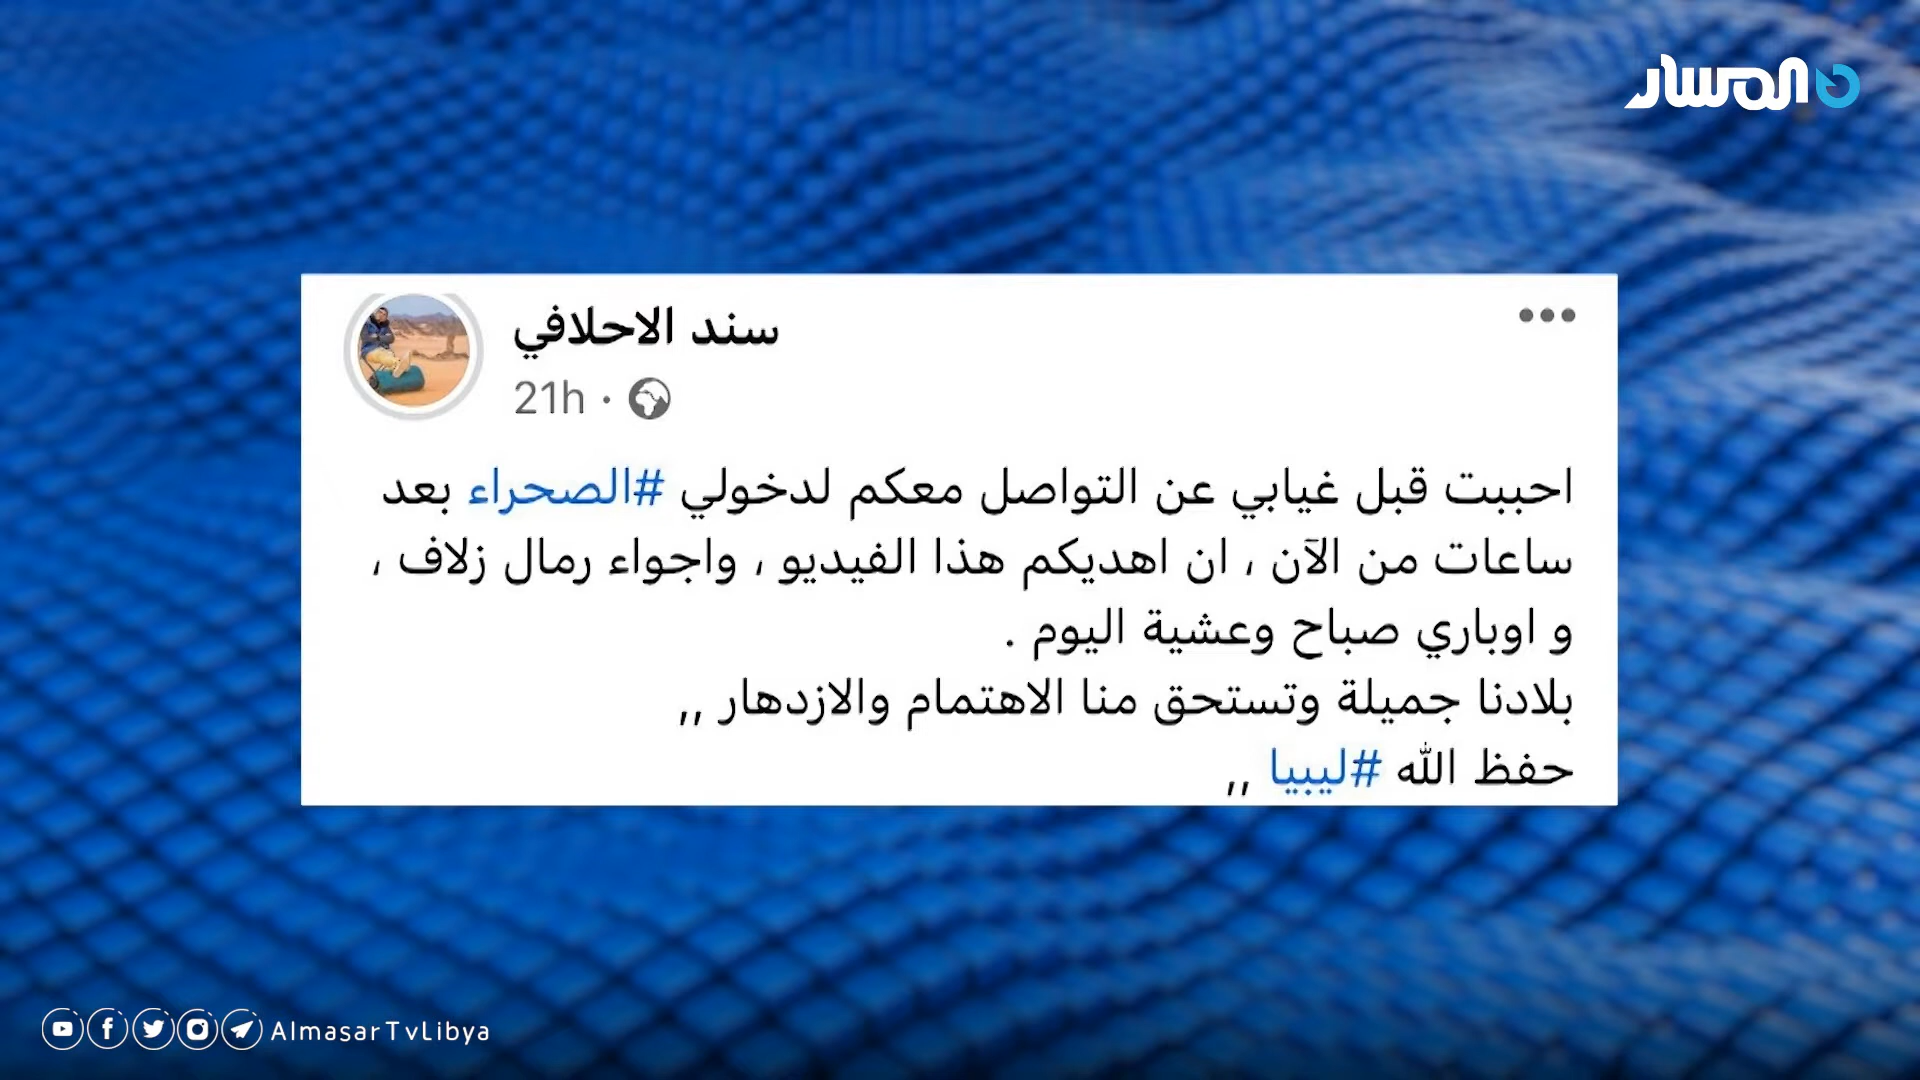 المسار
سند الاحلافي
21h
احببت قبل غيابي عن التواصل معكم لدخولي #الصحراء بعد
ساعات من الآن ، ان اهديكم هذا الفيديو ، واجواء رمال زلاف ،
و اوباري صباح وعشية اليوم .
بلادنا جميلة وتستحق منا الاهتمام والازدهار ,,
حفظ الله #ليبيا ,,
AlmasarTvLibya